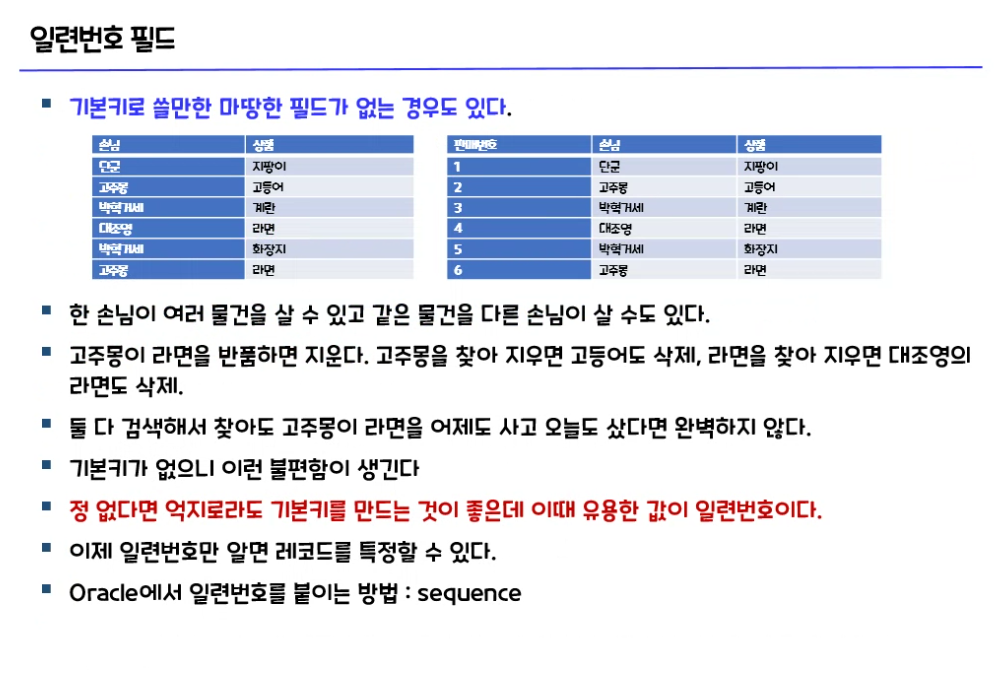 일련번호 필드
기본키로 쓸만한 마땅한 필드가 없는 경우도 있다.
손님 상품
단군 지팡이
고주몽 고등어
박혁거세 계란
대조영 라면
박혁거세 화장지
고주몽 라면
판매번호 손님 상품
1 단군 지팡이
2 고주몽 고등어
3 박혁거세 계란
4 대조영 라면
5 박혁거세 화장지
6 고주몽 라면
한 손님이 여러 물건을 살 수 있고 같은 물건을 다른 손님이 살 수도 있다.
고주몽이 라면을 반품하면 지운다. 고주몽을 찾아 지우면 고등어도 삭제, 라면을 찾아 지우면 대조영의
라면도 삭제.
둘 다 검색해서 찾아도 고주몽이 라면을 어제도 사고 오늘도 샀다면 완벽하지 않다.
기본키가 없으니 이런 불편함이 생긴다
정 없다면 억지로라도 기본키를 만드는 것이 좋은데 이때 유용한 값이 일련번호이다.
이제 일련번호만 알면 레코드를 특정할 수 있다.
Oracle에서 일련번호를 붙이는 방법 : sequence